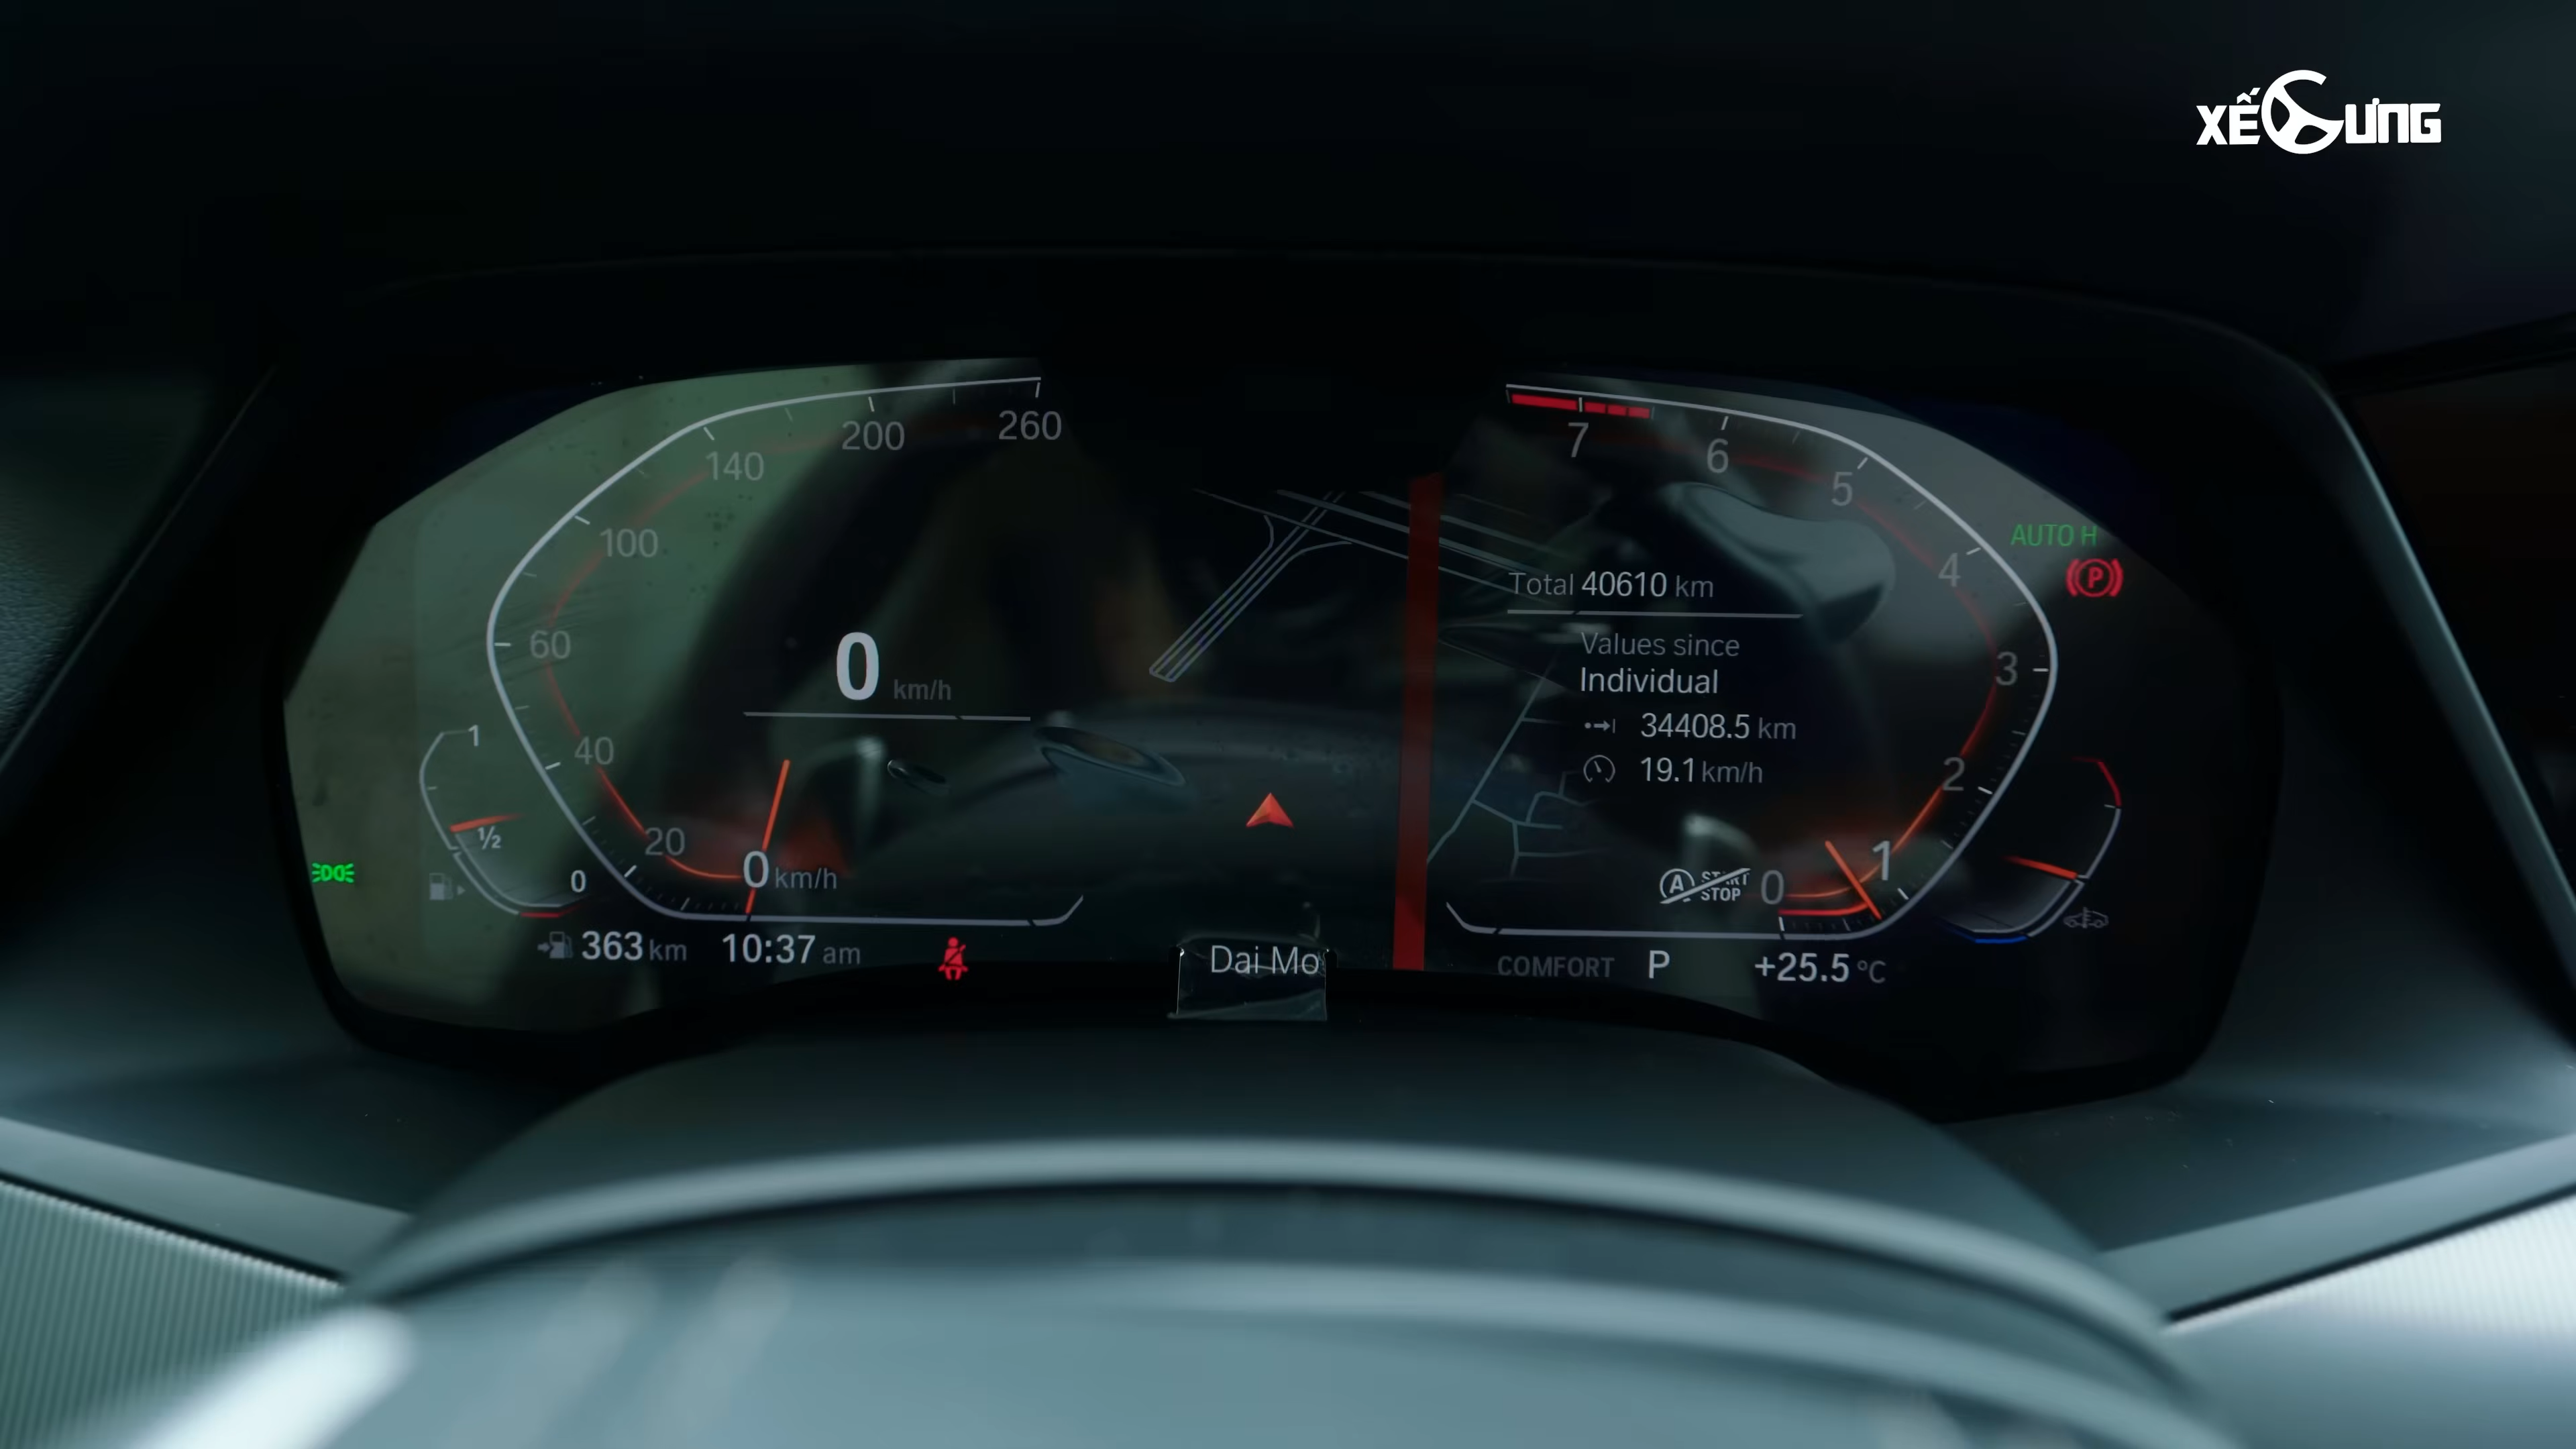 XẾ CƯNG
260
200
140
100
60
40
20
0 km/h
0 km/h
1
½
0
363 km
10:37 am
Dai Mo
7
6
5
4
3
2
1
0
AUTO H
P
Total 40610 km
Values since
Individual
34408.5 km
19.1 km/h
A START STOP
COMFORT P
+25.5 °C